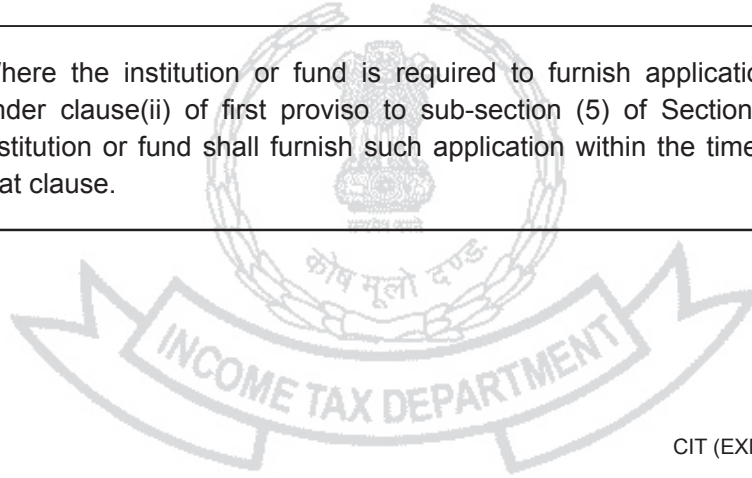 here the institution or fund is required to furnish applicatio
nder clause(ii) of first proviso to sub-section (5) of Section
stitution or fund shall furnish such application within the time
at clause.
कोष मूलो दण्डः
INCOME TAX DEPARTMENT
CIT (EX